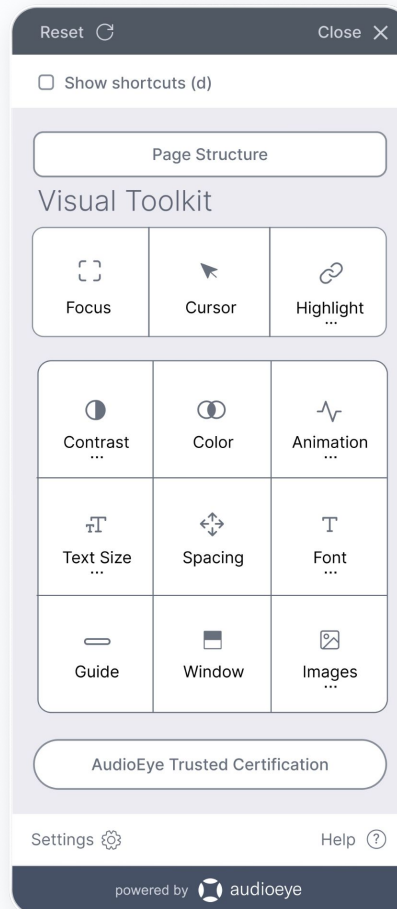 Reset Close
Show shortcuts (d)
Page Structure
Visual Toolkit
Focus Cursor Highlight
...
Contrast Color Animation
...
Text Size Spacing Font
... ...
Guide Window Images
...
AudioEye Trusted Certification
Settings Help ?
powered by audioeye